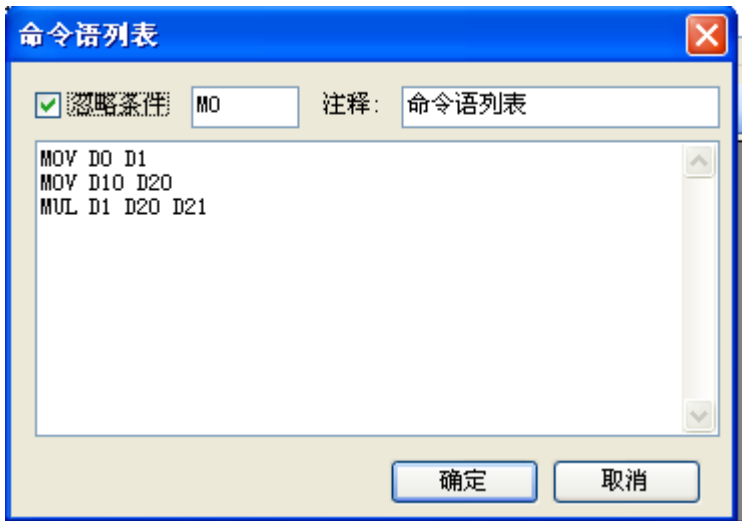 命令语列表
忽略条件 M0 注释: 命令语列表
MOV D0 D1
MOV D10 D20
MUL D1 D20 D21
确定 取消